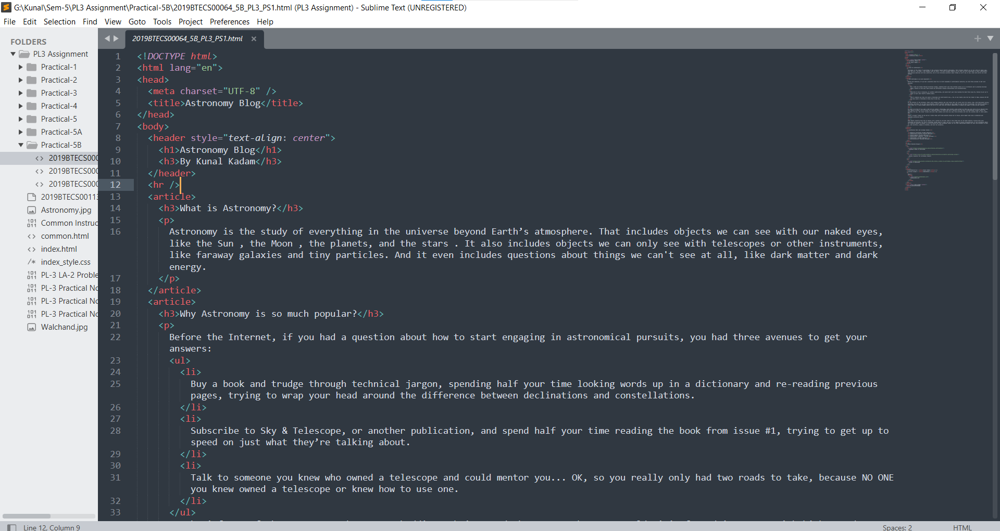 G:\Kunal\Sem-5\PL3 Assignment\Practical-5B\2019BTECS00064_5B_PL3_PS1.html (PL3 Assignment) - Sublime Text (UNREGISTERED)
File Edit Selection Find View Goto Tools Project Preferences Help
FOLDERS
PL3 Assignment
Practical-1
Practical-2
Practical-3
Practical-4
Practical-5
Practical-5A
Practical-5B
2019BTECS000
2019BTECS000
2019BTECS000
2019BTECS00113
Astronomy.jpg
Common Instruc
common.html
index.html
index_style.css
PL-3 LA-2 Proble
PL-3 Practical No
PL-3 Practical No
PL-3 Practical No
Walchand.jpg
2019BTECS00064_5B_PL3_PS1.html
1 <!DOCTYPE html>
2 <html lang="en">
3 <head>
4 <meta charset="UTF-8" />
5 <title>Astronomy Blog</title>
6 </head>
7 <body>
8 <header style="text-align: center">
9 <h1>Astronomy Blog</h1>
10 <h3>By Kunal Kadam</h3>
11 </header>
12 <hr />
13 <article>
14 <h3>What is Astronomy?</h3>
15 <p>
16 Astronomy is the study of everything in the universe beyond Earth’s atmosphere. That includes objects we can see with our naked eyes,
like the Sun , the Moon , the planets, and the stars . It also includes objects we can only see with telescopes or other instruments,
like faraway galaxies and tiny particles. And it even includes questions about things we can't see at all, like dark matter and dark
energy.
17 </p>
18 </article>
19 <article>
20 <h3>Why Astronomy is so much popular?</h3>
21 <p>
22 Before the Internet, if you had a question about how to start engaging in astronomical pursuits, you had three avenues to get your
answers:
23 <ul>
24 <li>
25 Buy a book and trudge through technical jargon, spending half your time looking words up in a dictionary and re-reading previous
pages, trying to wrap your head around the difference between declinations and constellations.
26 </li>
27 <li>
28 Subscribe to Sky & Telescope, or another publication, and spend half your time reading the book from issue #1, trying to get up to
speed on just what they’re talking about.
29 </li>
30 <li>
31 Talk to someone you knew who owned a telescope and could mentor you... OK, so you really only had two roads to take, because NO ONE
you knew owned a telescope or knew how to use one.
32 </li>
33 </ul>
Line 12, Column 9
Spaces: 2
HTML